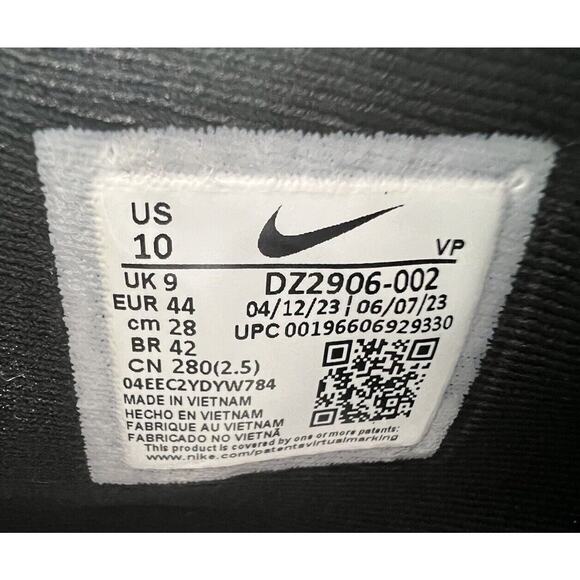 US
10
VP
UK 9
EUR 44
cm 28
BR 42
CN 280(2.5)
DZ2906-002
04/12/23 | 06/07/23
UPC 00196606929330
04EEC2YDYW784
MADE IN VIETNAM
HECHO EN VIETNAM
FABRIQUE AU VIETNAM
FABRICADO NO VIETNÃ
This product is covered by one or more patents:
www.nike.com/patentsvirtualmarking